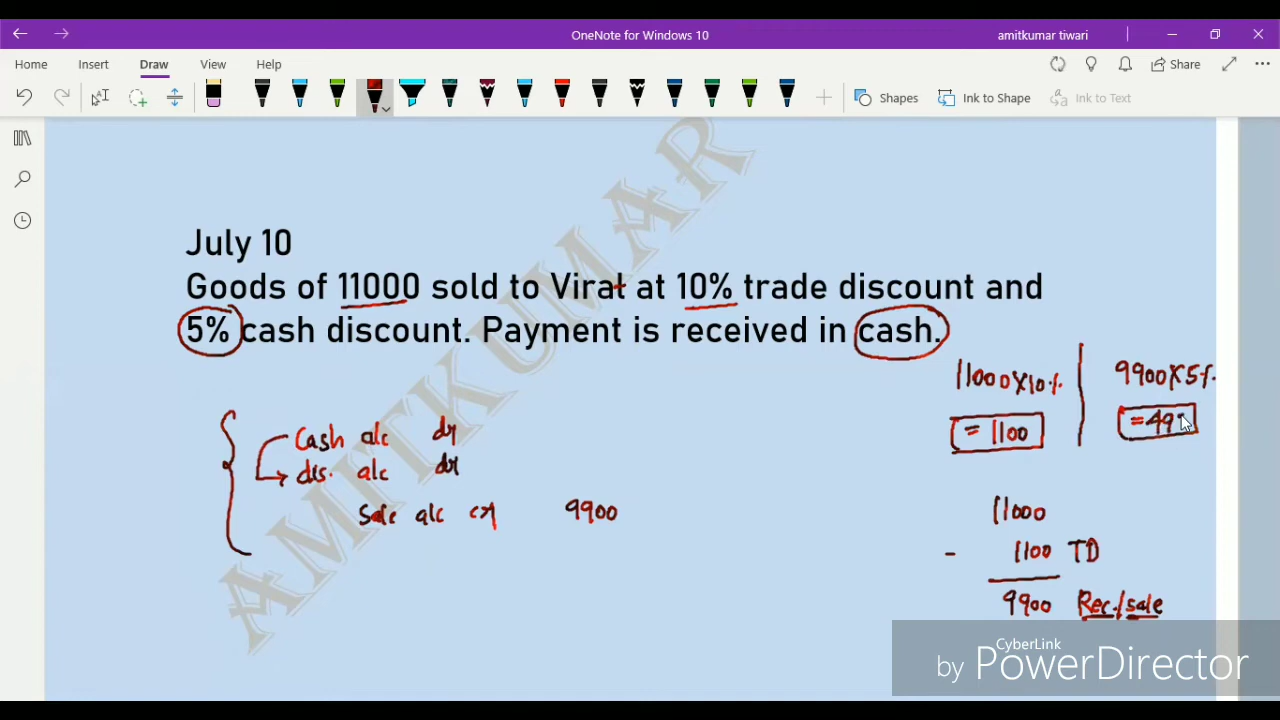 OneNote for Windows 10
amitkumar tiwari
Home Insert Draw View Help
Share
Shapes Ink to Shape Ink to Text
AMITKUMAR
July 10
Goods of 11000 sold to Virat at 10% trade discount and
5% cash discount. Payment is received in cash.
11000X10%
= 1100
9900X5%
Cash a/c dr
dis. a/c dr
Sale a/c cr 9900
11000
- 1100 TD
9900 Rec./sale
CyberLink
by PowerDirector